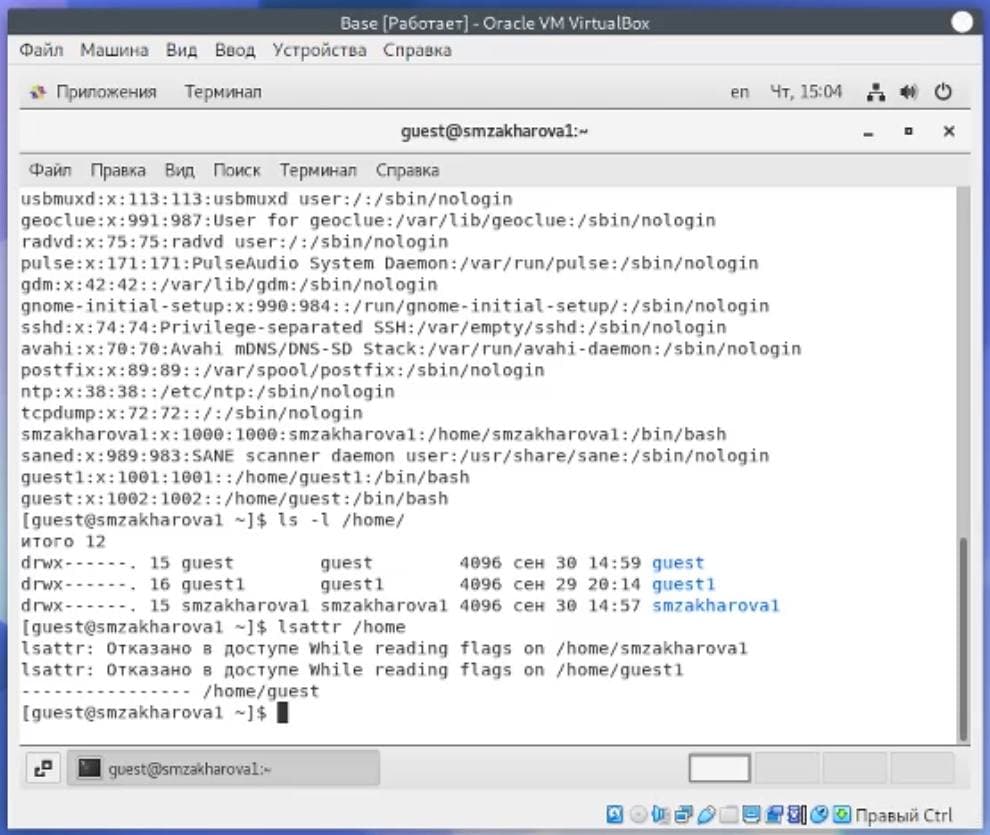 Base [Работает] - Oracle VM VirtualBox
Файл Машина Вид Ввод Устройства Справка
Приложения Терминал en Чт, 15:04
guest@smzakharova1:~
Файл Правка Вид Поиск Терминал Справка
usbmuxd:x:113:113:usbmuxd user:/:/sbin/nologin
geoclue:x:991:987:User for geoclue:/var/lib/geoclue:/sbin/nologin
radvd:x:75:75:radvd user:/:/sbin/nologin
pulse:x:171:171:PulseAudio System Daemon:/var/run/pulse:/sbin/nologin
gdm:x:42:42::/var/lib/gdm:/sbin/nologin
gnome-initial-setup:x:990:984::/run/gnome-initial-setup/:/sbin/nologin
sshd:x:74:74:Privilege-separated SSH:/var/empty/sshd:/sbin/nologin
avahi:x:70:70:Avahi mDNS/DNS-SD Stack:/var/run/avahi-daemon:/sbin/nologin
postfix:x:89:89::/var/spool/postfix:/sbin/nologin
ntp:x:38:38::/etc/ntp:/sbin/nologin
tcpdump:x:72:72::/:/sbin/nologin
smzakharova1:x:1000:1000:smzakharova1:/home/smzakharova1:/bin/bash
saned:x:989:983:SANE scanner daemon user:/usr/share/sane:/sbin/nologin
guest1:x:1001:1001::/home/guest1:/bin/bash
guest:x:1002:1002::/home/guest:/bin/bash
[guest@smzakharova1 ~]$ ls -l /home/
итого 12
drwx------. 15 guest guest 4096 сен 30 14:59 guest
drwx------. 16 guest1 guest1 4096 сен 29 20:14 guest1
drwx------. 15 smzakharova1 smzakharova1 4096 сен 30 14:57 smzakharova1
[guest@smzakharova1 ~]$ lsattr /home
lsattr: Отказано в доступе While reading flags on /home/smzakharova1
lsattr: Отказано в доступе While reading flags on /home/guest1
---------------- /home/guest
[guest@smzakharova1 ~]$
guest@smzakharova1:~
Правый Ctrl